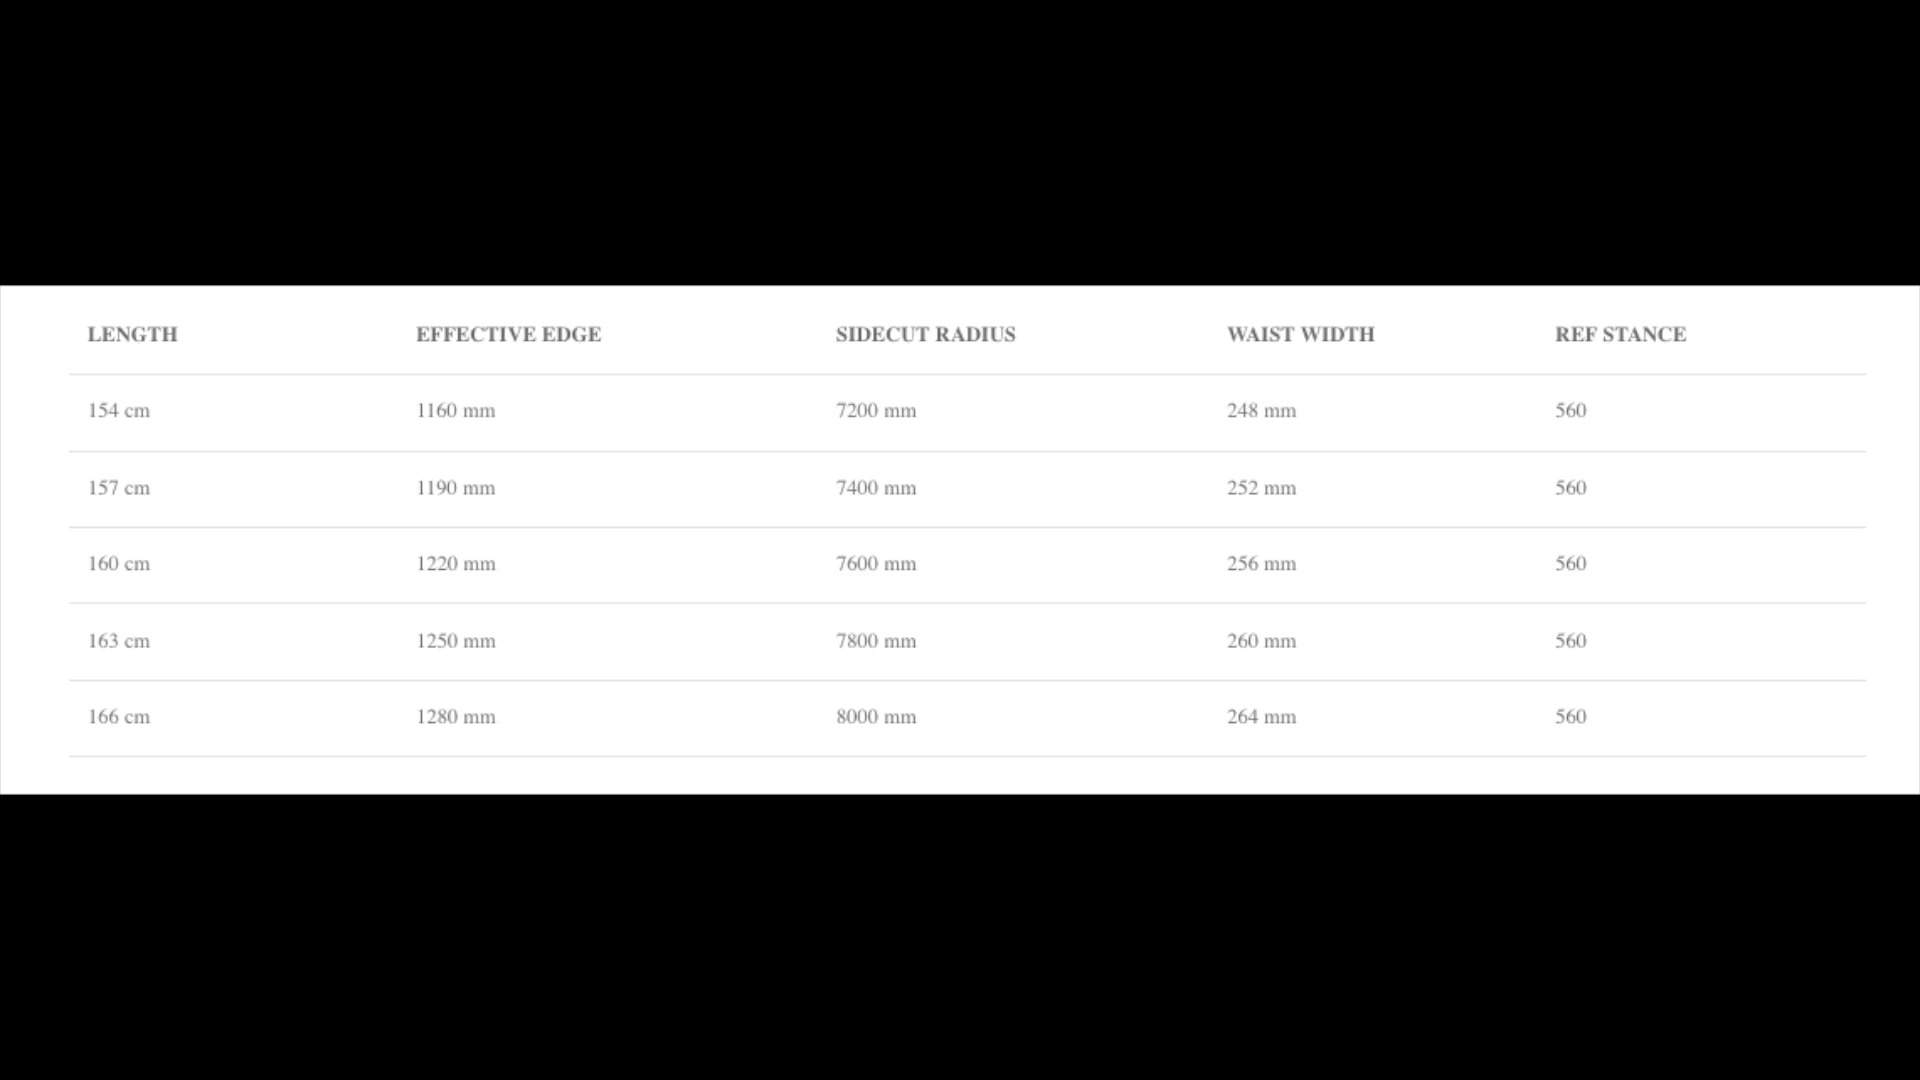 LENGTH EFFECTIVE EDGE SIDECUT RADIUS WAIST WIDTH REF STANCE
154 cm 1160 mm 7200 mm 248 mm 560
157 cm 1190 mm 7400 mm 252 mm 560
160 cm 1220 mm 7600 mm 256 mm 560
163 cm 1250 mm 7800 mm 260 mm 560
166 cm 1280 mm 8000 mm 264 mm 560